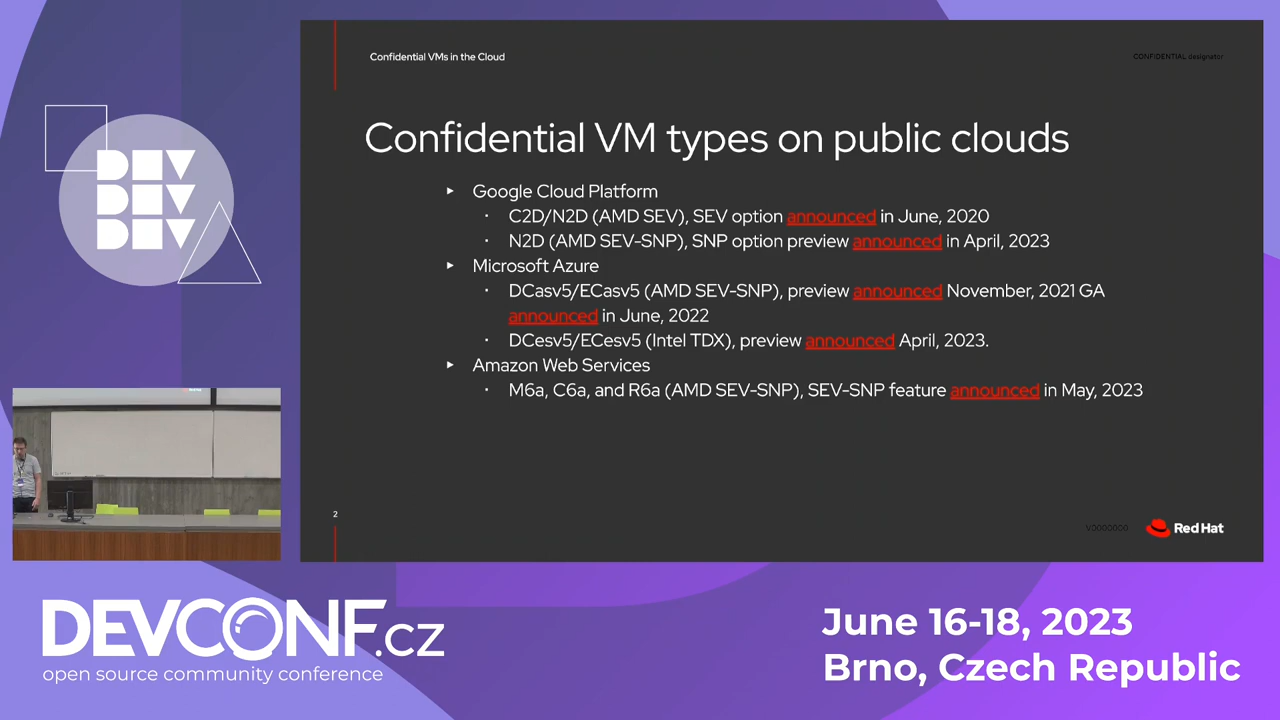 Confidential VMs in the Cloud
CONFIDENTIAL designator
Confidential VM types on public clouds
Google Cloud Platform
C2D/N2D (AMD SEV), SEV option announced in June, 2020
N2D (AMD SEV-SNP), SNP option preview announced in April, 2023
Microsoft Azure
DCasv5/ECasv5 (AMD SEV-SNP), preview announced November, 2021 GA
announced in June, 2022
DCesv5/ECesv5 (Intel TDX), preview announced April, 2023.
Amazon Web Services
M6a, C6a, and R6a (AMD SEV-SNP), SEV-SNP feature announced in May, 2023
2
V0000000
Red Hat
DEV
DEV
DEV
DEVCONF.cz
open source community conference
June 16-18, 2023
Brno, Czech Republic